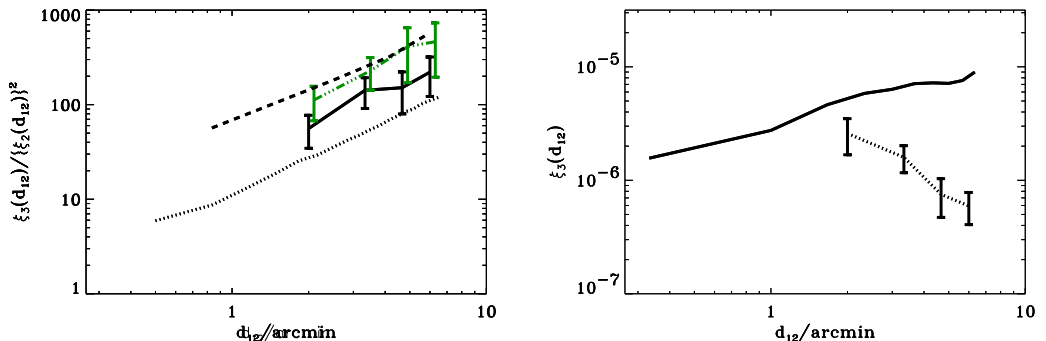 1000
100
10
1
ξ₃(d₁₂)/{ξ₂(d₁₂)}²
1
10
d₁₂/arcmin
10⁻⁵
10⁻⁶
10⁻⁷
ξ₃(d₁₂)
1
10
d₁₂/arcmin